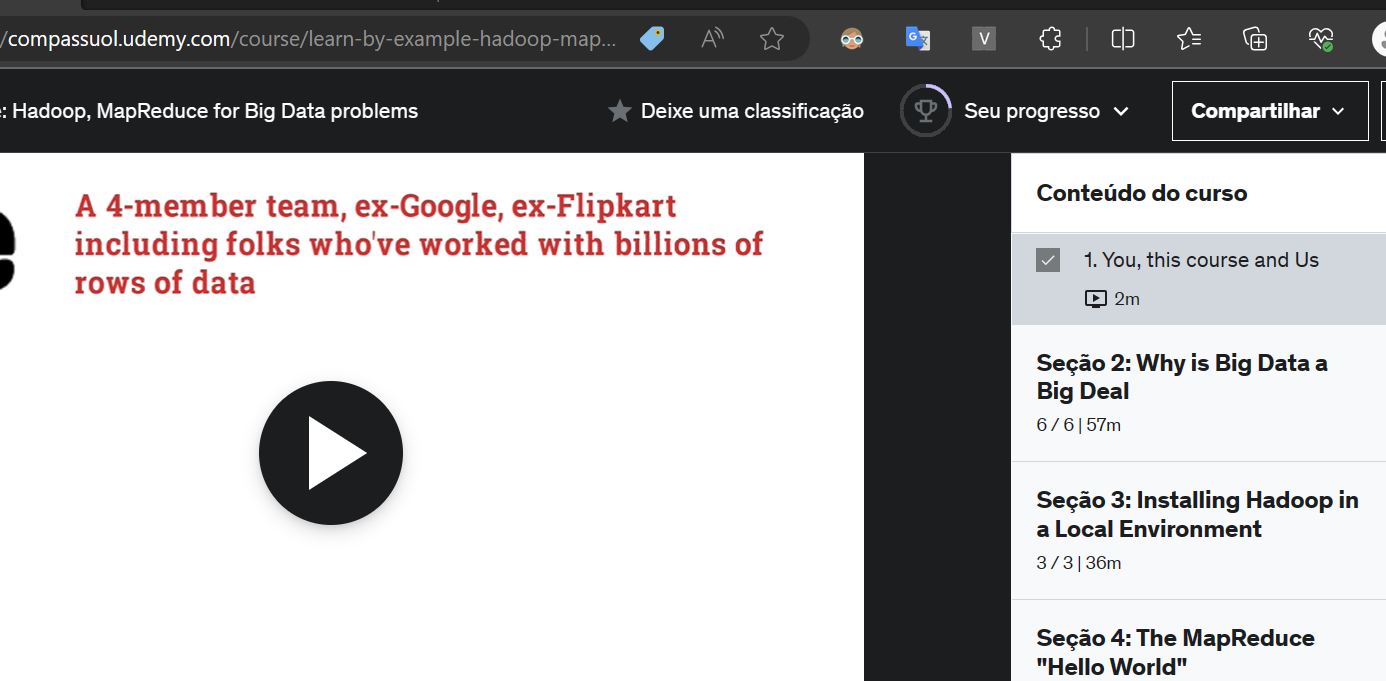 /compassuol.udemy.com/course/learn-by-example-hadoop-map...
: Hadoop, MapReduce for Big Data problems
Deixe uma classificação
Seu progresso
Compartilhar
A 4-member team, ex-Google, ex-Flipkart
including folks who've worked with billions of
rows of data
Conteúdo do curso
1. You, this course and Us
2m
Seção 2: Why is Big Data a
Big Deal
6 / 6 | 57m
Seção 3: Installing Hadoop in
a Local Environment
3 / 3 | 36m
Seção 4: The MapReduce
"Hello World"